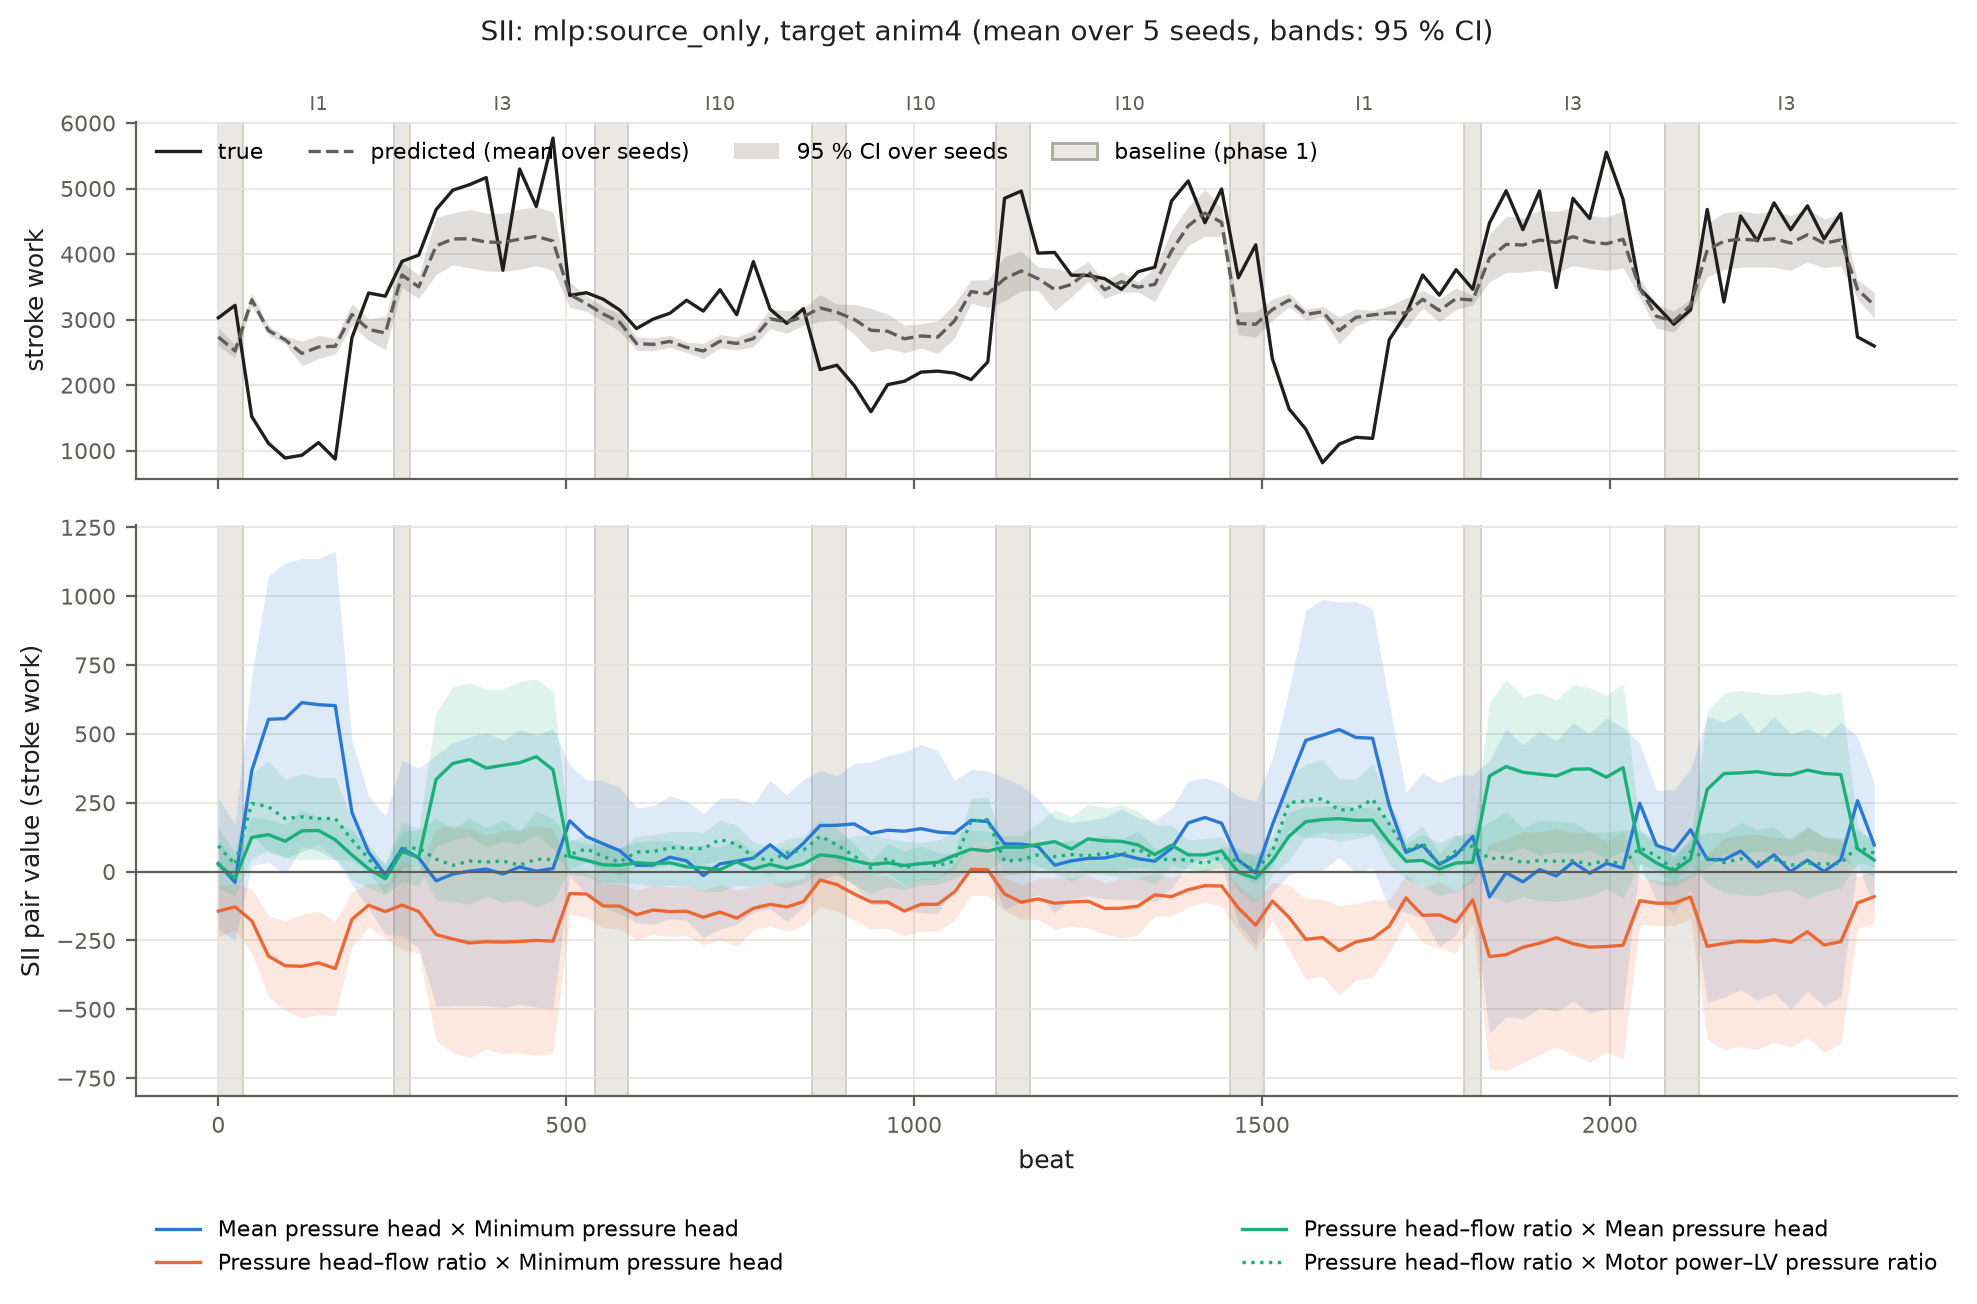 SII: mlp:source_only, target anim4 (mean over 5 seeds, bands: 95 % CI)
I1 I3 I10 I10 I10 I1 I3 I3
true predicted (mean over seeds) 95 % CI over seeds baseline (phase 1)
stroke work
6000
5000
4000
3000
2000
1000
SII pair value (stroke work)
1250
1000
750
500
250
0
−250
−500
−750
0 500 1000 1500 2000
beat
Mean pressure head × Minimum pressure head
Pressure head–flow ratio × Minimum pressure head
Pressure head–flow ratio × Mean pressure head
Pressure head–flow ratio × Motor power–LV pressure ratio